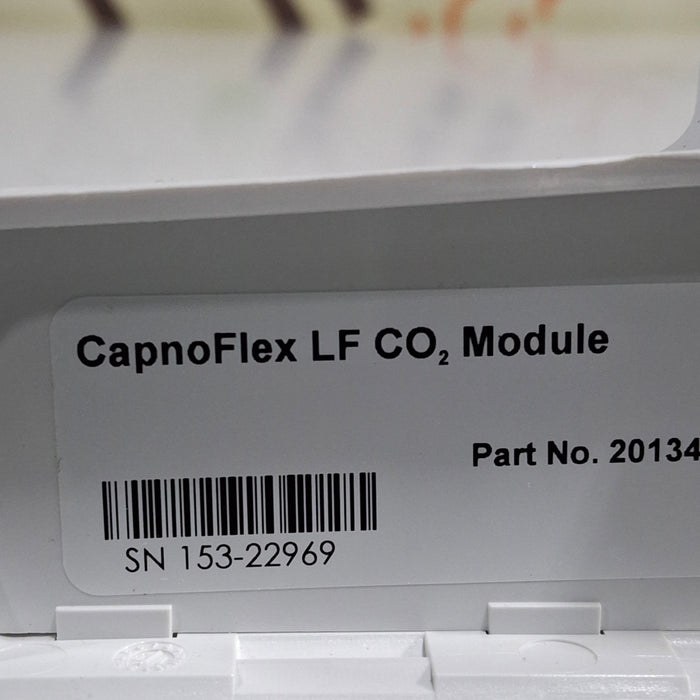 CapnoFlex LF CO₂ Module
Part No. 20134
SN 153-22969